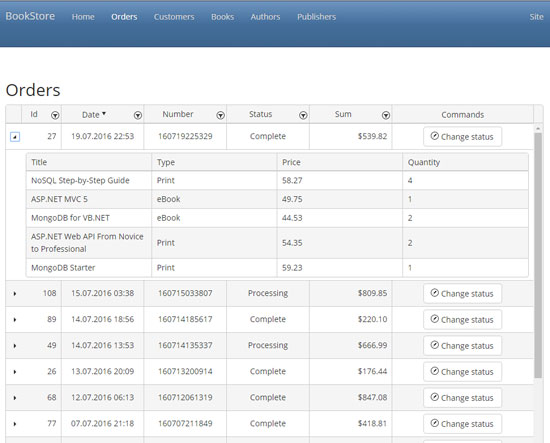 BookStore Home Orders Customers Books Authors Publishers Site
Orders
Id Date Number Status Sum Commands
27 19.07.2016 22:53 160719225329 Complete $539.82 Change status
Title Type Price Quantity
NoSQL Step-by-Step Guide Print 58.27 4
ASP.NET MVC 5 eBook 49.75 1
MongoDB for VB.NET eBook 44.53 2
ASP.NET Web API From Novice
to Professional Print 54.35 2
MongoDB Starter Print 59.23 1
108 15.07.2016 03:38 160715033807 Processing $809.85 Change status
89 14.07.2016 18:56 160714185617 Complete $220.10 Change status
49 14.07.2016 13:53 160714135337 Processing $666.99 Change status
26 13.07.2016 20:09 160713200914 Complete $176.44 Change status
68 12.07.2016 06:13 160712061319 Complete $847.08 Change status
77 07.07.2016 21:18 160707211849 Complete $418.81 Change status